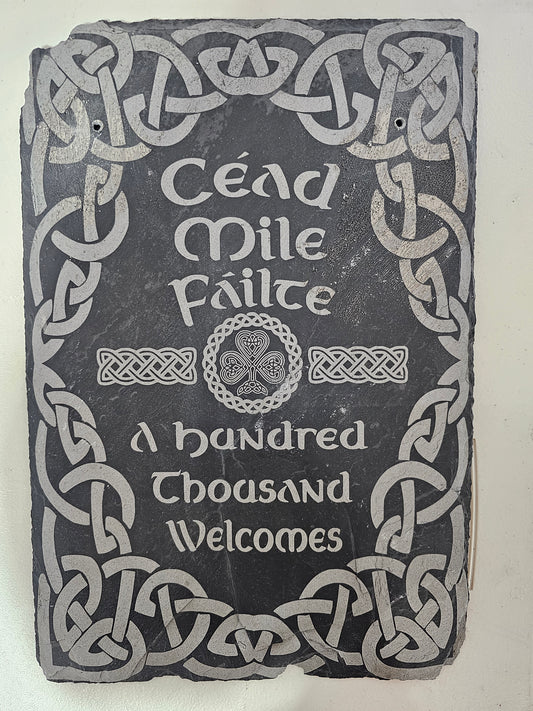 Céad
Mile
Fáilte
A hundred
Thousand
Welcomes